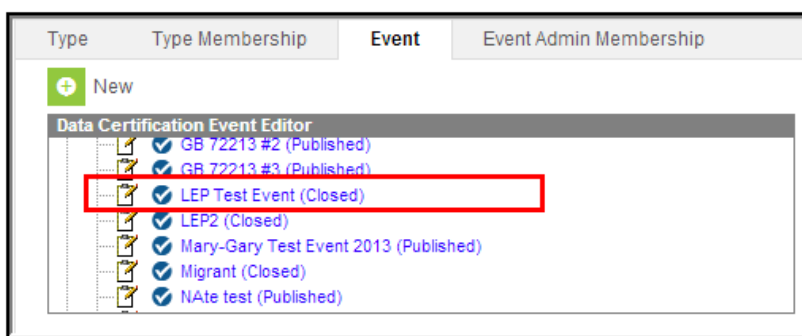 Type Type Membership Event Event Admin Membership
New
Data Certification Event Editor
GB 72213 #2 (Published)
GB 72213 #3 (Published)
LEP Test Event (Closed)
LEP2 (Closed)
Mary-Gary Test Event 2013 (Published)
Migrant (Closed)
NAte test (Published)